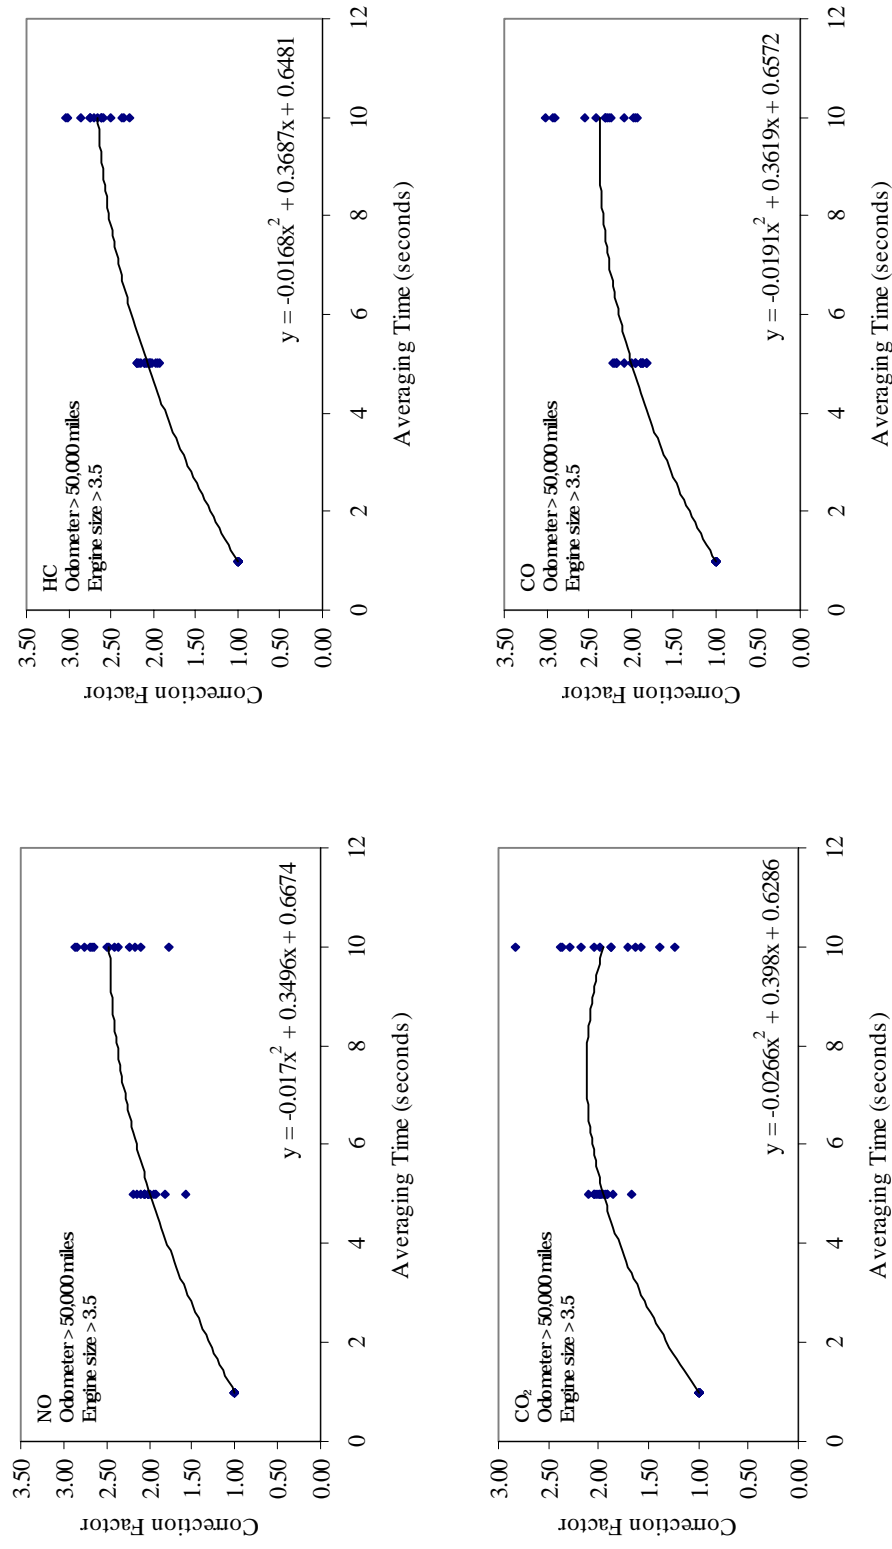 NO
Odometer > 50,000 miles
Engine size > 3.5
y = -0.017x² + 0.3496x + 0.6674
3.50
3.00
2.50
2.00
1.50
1.00
0.50
0.00
Correction Factor
0 2 4 6 8 10 12
Averaging Time (seconds)
HC
Odometer > 50,000 miles
Engine size > 3.5
y = -0.0168x² + 0.3687x + 0.6481
3.50
3.00
2.50
2.00
1.50
1.00
0.50
0.00
Correction Factor
0 2 4 6 8 10 12
Averaging Time (seconds)
CO₂
Odometer > 50,000 miles
Engine size > 3.5
y = -0.0266x² + 0.398x + 0.6286
3.00
2.50
2.00
1.50
1.00
0.50
0.00
Correction Factor
0 2 4 6 8 10 12
Averaging Time (seconds)
CO
Odometer > 50,000 miles
Engine size > 3.5
y = -0.0191x² + 0.3619x + 0.6572
3.50
3.00
2.50
2.00
1.50
1.00
0.50
0.00
Correction Factor
0 2 4 6 8 10 12
Averaging Time (seconds)